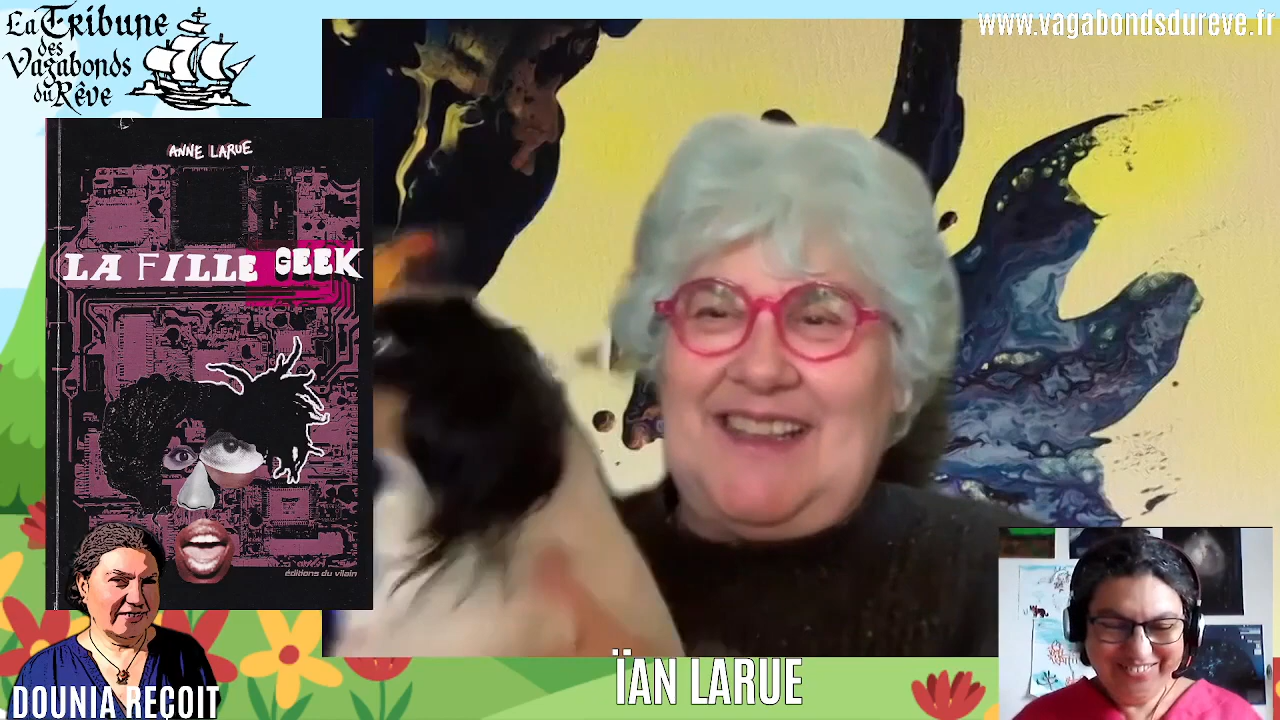 La Tribune
des
Vagabonds
du Rêve
www.vagabondsdureve.fr
ANNE LARUE
LA FILLE GEEK
éditions du vilain
DOUNIA REÇOIT
ÏAN LARUE